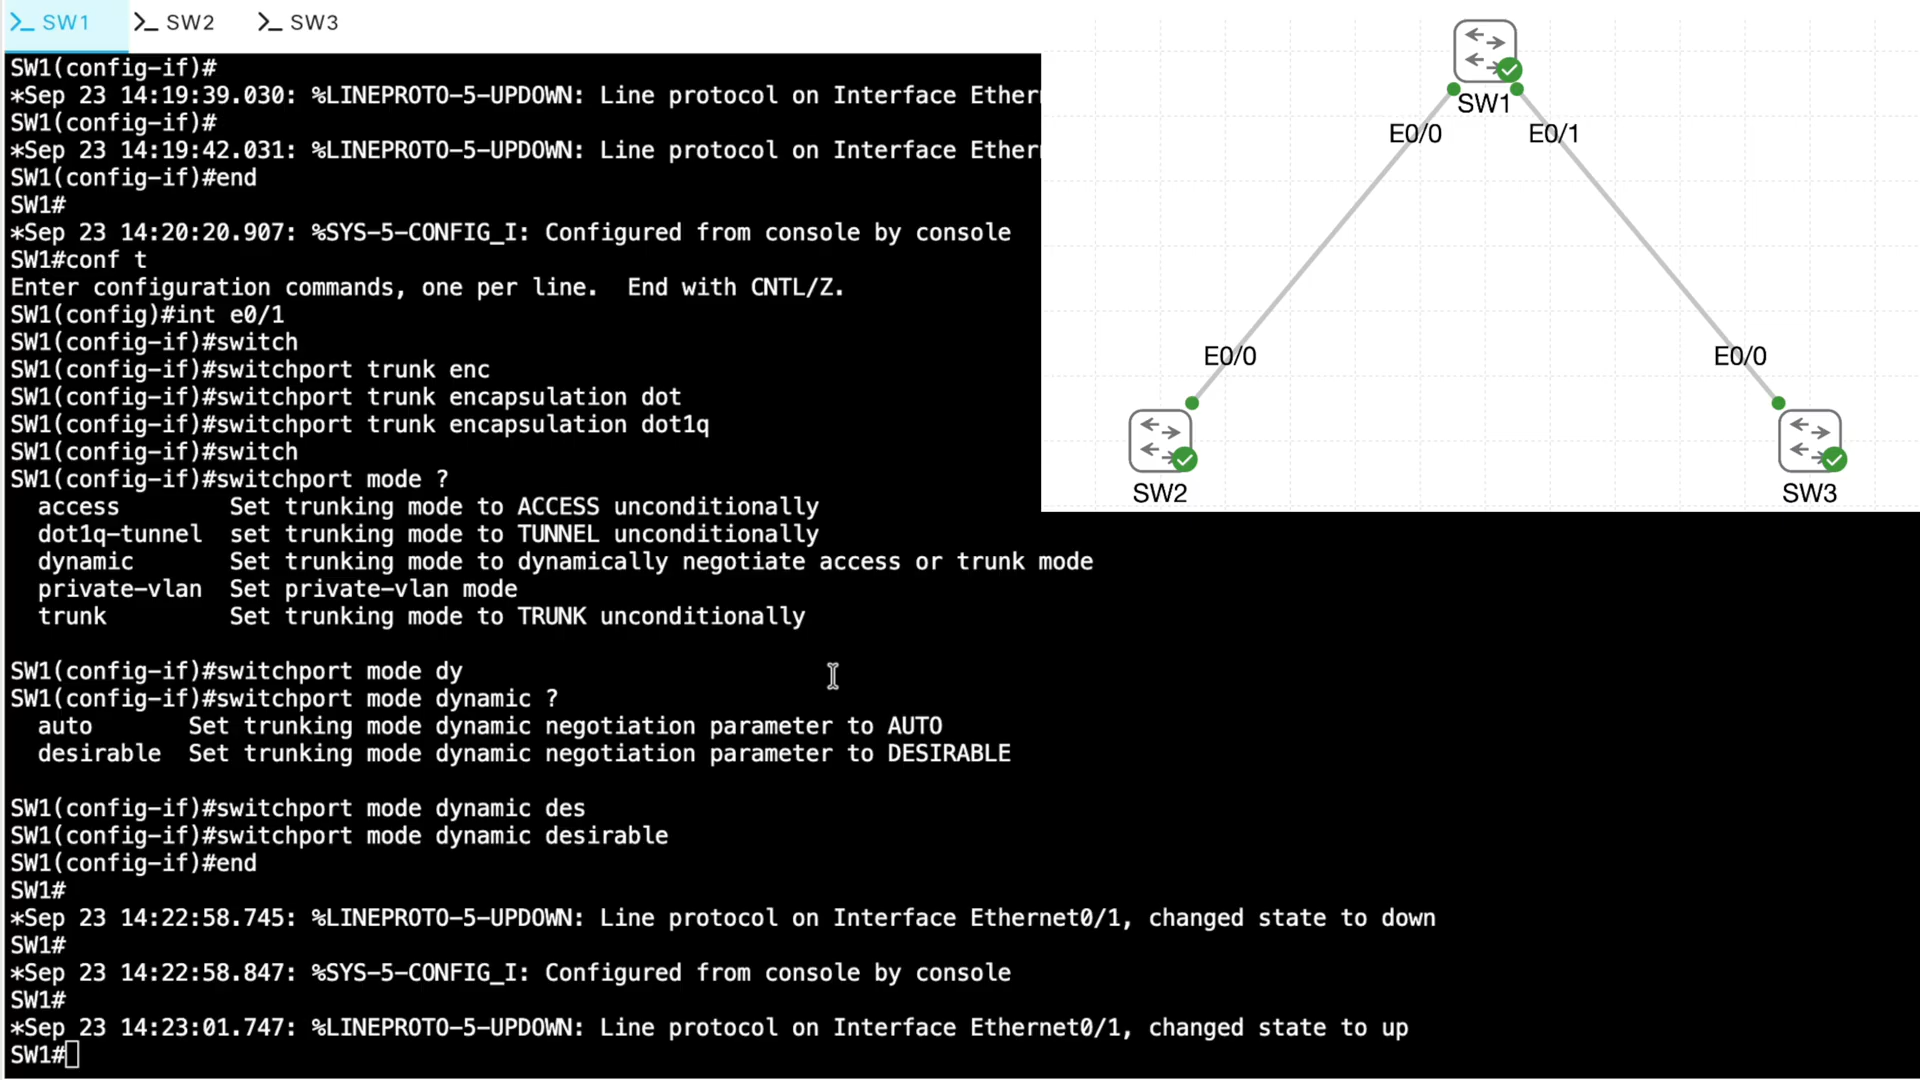 SW1
SW2
SW3
SW1(config-if)#
*Sep 23 14:19:39.030: %LINEPROTO-5-UPDOWN: Line protocol on Interface Ether
SW1(config-if)#
*Sep 23 14:19:42.031: %LINEPROTO-5-UPDOWN: Line protocol on Interface Ether
SW1(config-if)#end
SW1#
*Sep 23 14:20:20.907: %SYS-5-CONFIG_I: Configured from console by console
SW1#conf t
Enter configuration commands, one per line.  End with CNTL/Z.
SW1(config)#int e0/1
SW1(config-if)#switch
SW1(config-if)#switchport trunk enc
SW1(config-if)#switchport trunk encapsulation dot
SW1(config-if)#switchport trunk encapsulation dot1q
SW1(config-if)#switch
SW1(config-if)#switchport mode ?
  access        Set trunking mode to ACCESS unconditionally
  dot1q-tunnel  set trunking mode to TUNNEL unconditionally
  dynamic       Set trunking mode to dynamically negotiate access or trunk mode
  private-vlan  Set private-vlan mode
  trunk         Set trunking mode to TRUNK unconditionally
SW1(config-if)#switchport mode dy
SW1(config-if)#switchport mode dynamic ?
  auto       Set trunking mode dynamic negotiation parameter to AUTO
  desirable  Set trunking mode dynamic negotiation parameter to DESIRABLE
SW1(config-if)#switchport mode dynamic des
SW1(config-if)#switchport mode dynamic desirable
SW1(config-if)#end
SW1#
*Sep 23 14:22:58.745: %LINEPROTO-5-UPDOWN: Line protocol on Interface Ethernet0/1, changed state to down
SW1#
*Sep 23 14:22:58.847: %SYS-5-CONFIG_I: Configured from console by console
SW1#
*Sep 23 14:23:01.747: %LINEPROTO-5-UPDOWN: Line protocol on Interface Ethernet0/1, changed state to up
SW1#
SW1
E0/0
E0/1
E0/0
E0/0
SW2
SW3